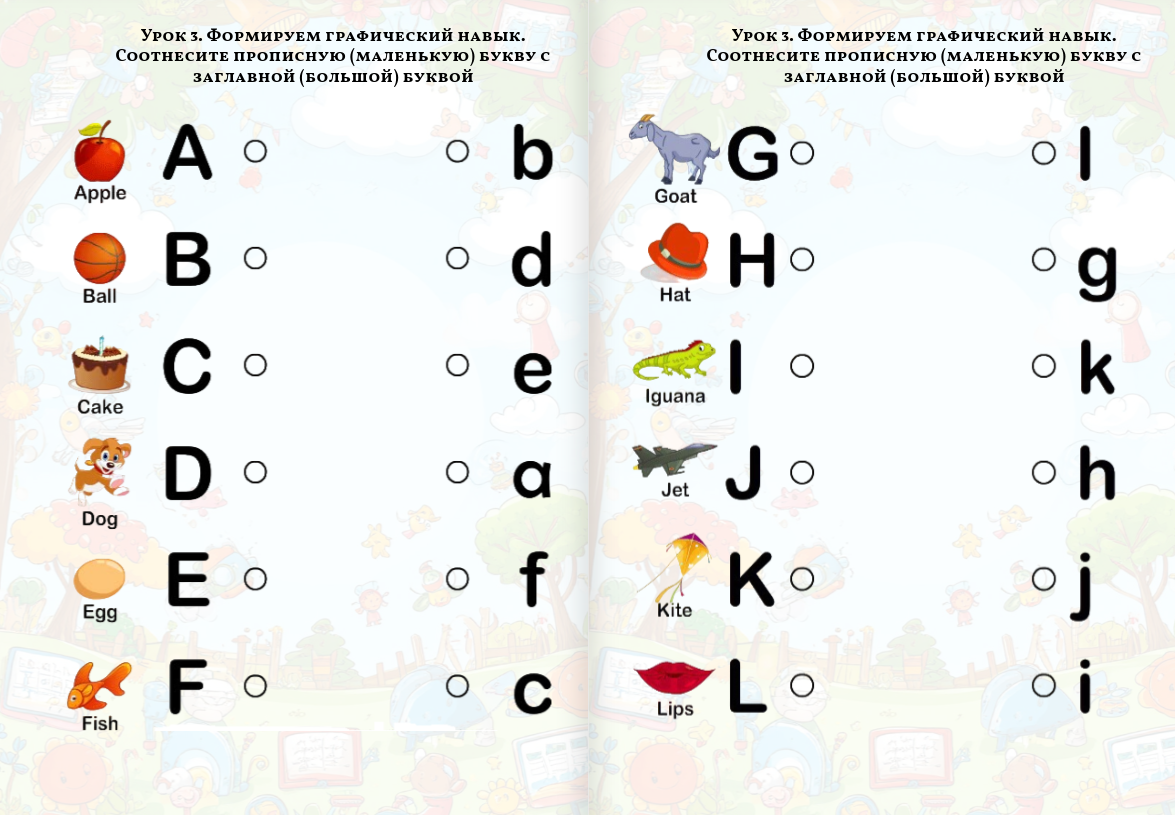 Урок 3. Формируем графический навык.
Соотнесите прописную (маленькую) букву с
заглавной (большой) буквой
A b
Apple
B d
Ball
C e
Cake
D a
Dog
E f
Egg
F c
Fish
Урок 3. Формируем графический навык.
Соотнесите прописную (маленькую) букву с
заглавной (большой) буквой
G l
Goat
H g
Hat
I k
Iguana
J h
Jet
K j
Kite
L i
Lips